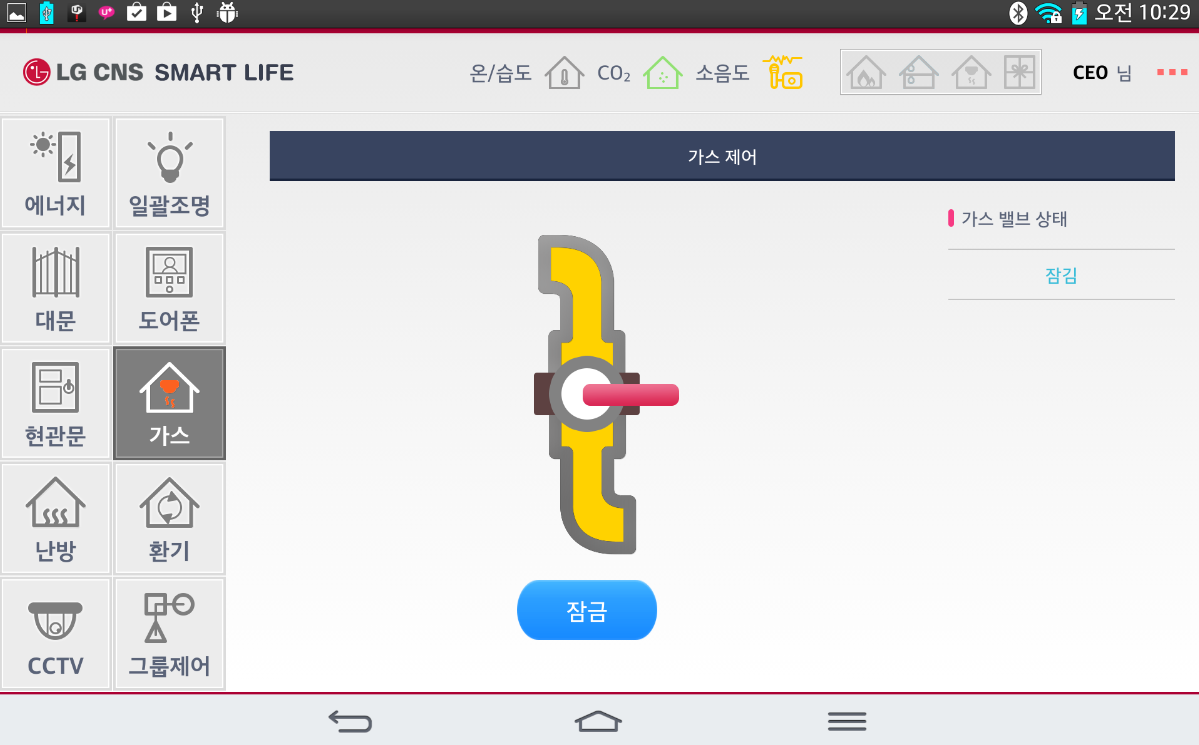 오전 10:29
LG CNS SMART LIFE
온/습도
CO₂
소음도
CEO 님
에너지
일괄조명
대문
도어폰
현관문
가스
난방
환기
CCTV
그룹제어
가스 제어
가스 밸브 상태
잠김
잠금